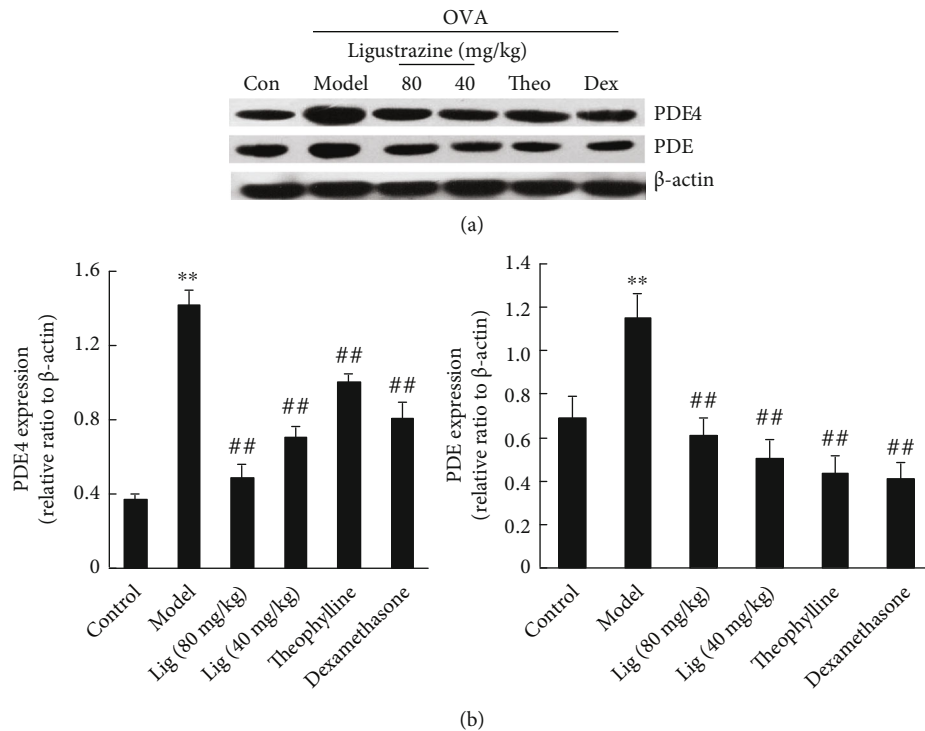 OVA
Ligustrazine (mg/kg)
Con Model 80 40 Theo Dex
PDE4
PDE
β-actin
(a)
PDE4 expression
(relative ratio to β-actin)
1.6
1.2
0.8
0.4
0
**
##
##
##
##
Control
Model
Lig (80 mg/kg)
Lig (40 mg/kg)
Theophylline
Dexamethasone
PDE expression
(relative ratio to β-actin)
1.4
1.2
1.0
0.8
0.6
0.4
0.2
0
**
##
##
##
##
Control
Model
Lig (80 mg/kg)
Lig (40 mg/kg)
Theophylline
Dexamethasone
(b)